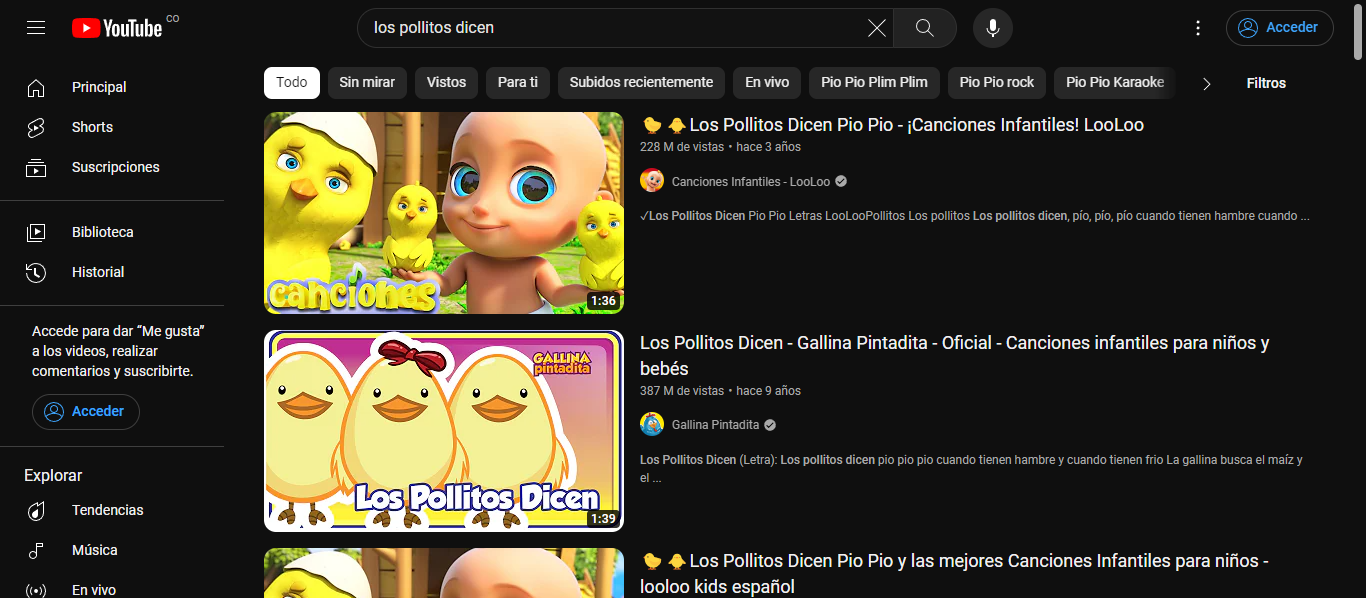 YouTube CO
los pollitos dicen
Acceder
Principal
Shorts
Suscripciones
Biblioteca
Historial
Accede para dar “Me gusta”
a los videos, realizar
comentarios y suscribirte.
Acceder
Explorar
Tendencias
Música
En vivo
Todo
Sin mirar
Vistos
Para ti
Subidos recientemente
En vivo
Pio Pio Plim Plim
Pio Pio rock
Pio Pio Karaoke
Filtros
canciones
1:36
🐤 🐥 Los Pollitos Dicen Pio Pio - ¡Canciones Infantiles! LooLoo
228 M de vistas • hace 3 años
Canciones Infantiles - LooLoo
✓Los Pollitos Dicen Pio Pio Letras LooLooPollitos Los pollitos Los pollitos dicen, pío, pío, pío cuando tienen hambre cuando ...
GALLINA
pintadita
Los Pollitos Dicen
1:39
Los Pollitos Dicen - Gallina Pintadita - Oficial - Canciones infantiles para niños y
bebés
387 M de vistas • hace 9 años
Gallina Pintadita
Los Pollitos Dicen (Letra): Los pollitos dicen pio pio pio cuando tienen hambre y cuando tienen frio La gallina busca el maíz y
el ...
🐤 🐥 Los Pollitos Dicen Pio Pio y las mejores Canciones Infantiles para niños -
looloo kids español